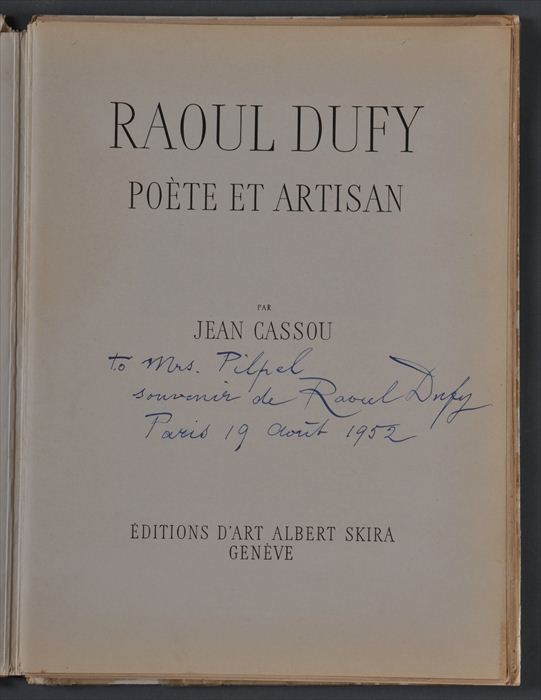 RAOUL DUFY
POÈTE ET ARTISAN
PAR
JEAN CASSOU
to Mrs. Pilpel
souvenir de Raoul Dufy
Paris 19 août 1952
ÉDITIONS D'ART ALBERT SKIRA
GENÈVE